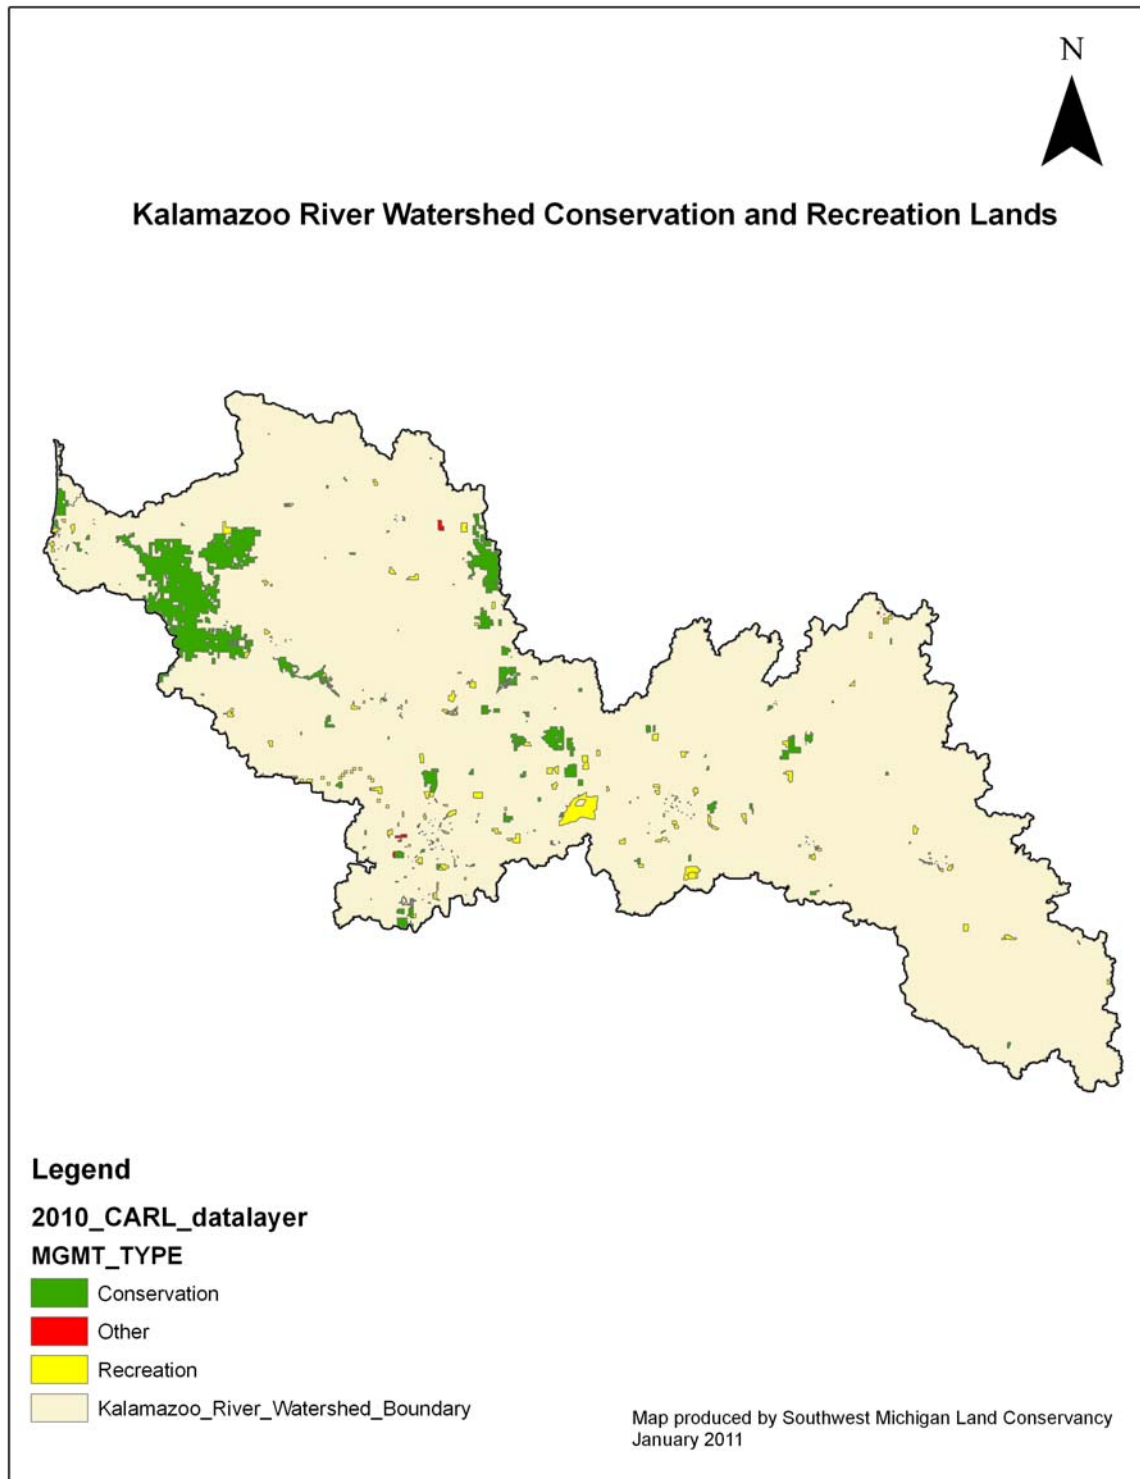 N
Kalamazoo River Watershed Conservation and Recreation Lands
Legend
2010_CARL_datalayer
MGMT_TYPE
Conservation
Other
Recreation
Kalamazoo_River_Watershed_Boundary
Map produced by Southwest Michigan Land Conservancy
January 2011